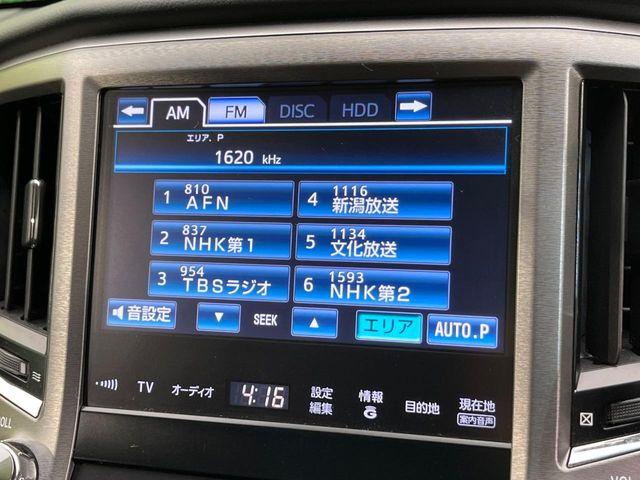 AM FM DISC HDD
エリア. P
1620 kHz
1 810 AFN
2 837 NHK第1
3 954 TBSラジオ
4 1116 新潟放送
5 1134 文化放送
6 1593 NHK第2
音設定 SEEK エリア AUTO.P
TV オーディオ 4:16 設定編集 情報 G 目的地 現在地
案内音声